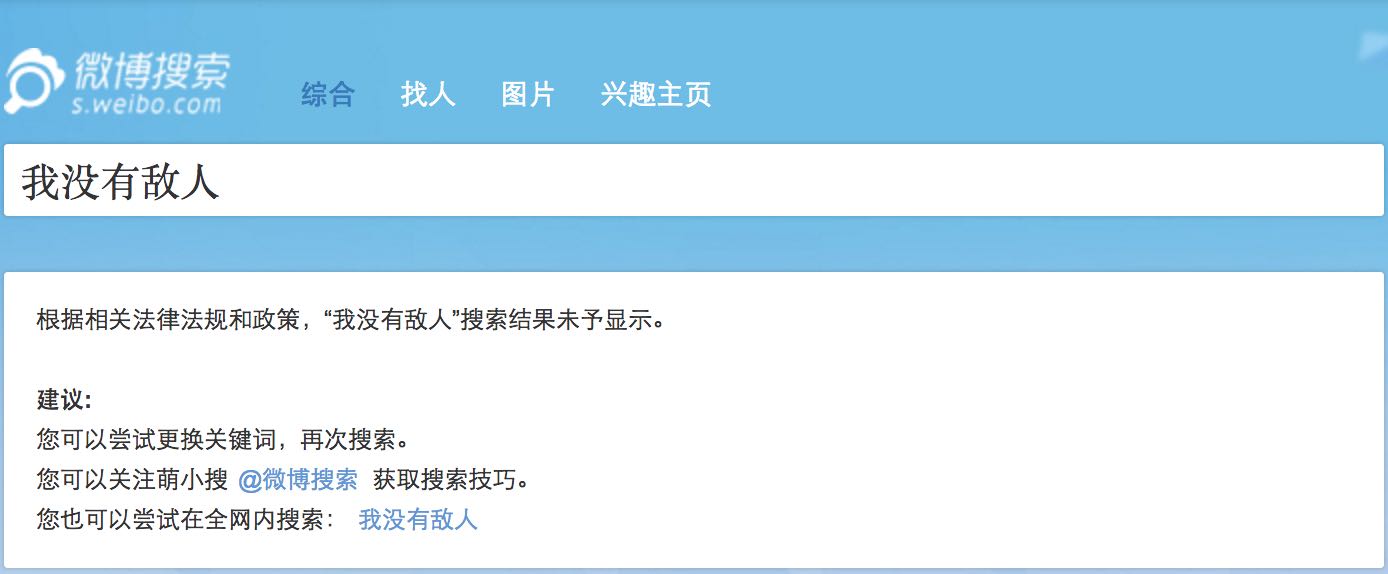 微博搜索
s.weibo.com
综合 找人 图片 兴趣主页
我没有敌人
根据相关法律法规和政策，“我没有敌人”搜索结果未予显示。
建议:
您可以尝试更换关键词，再次搜索。
您可以关注萌小搜 @微博搜索 获取搜索技巧。
您也可以尝试在全网内搜索： 我没有敌人